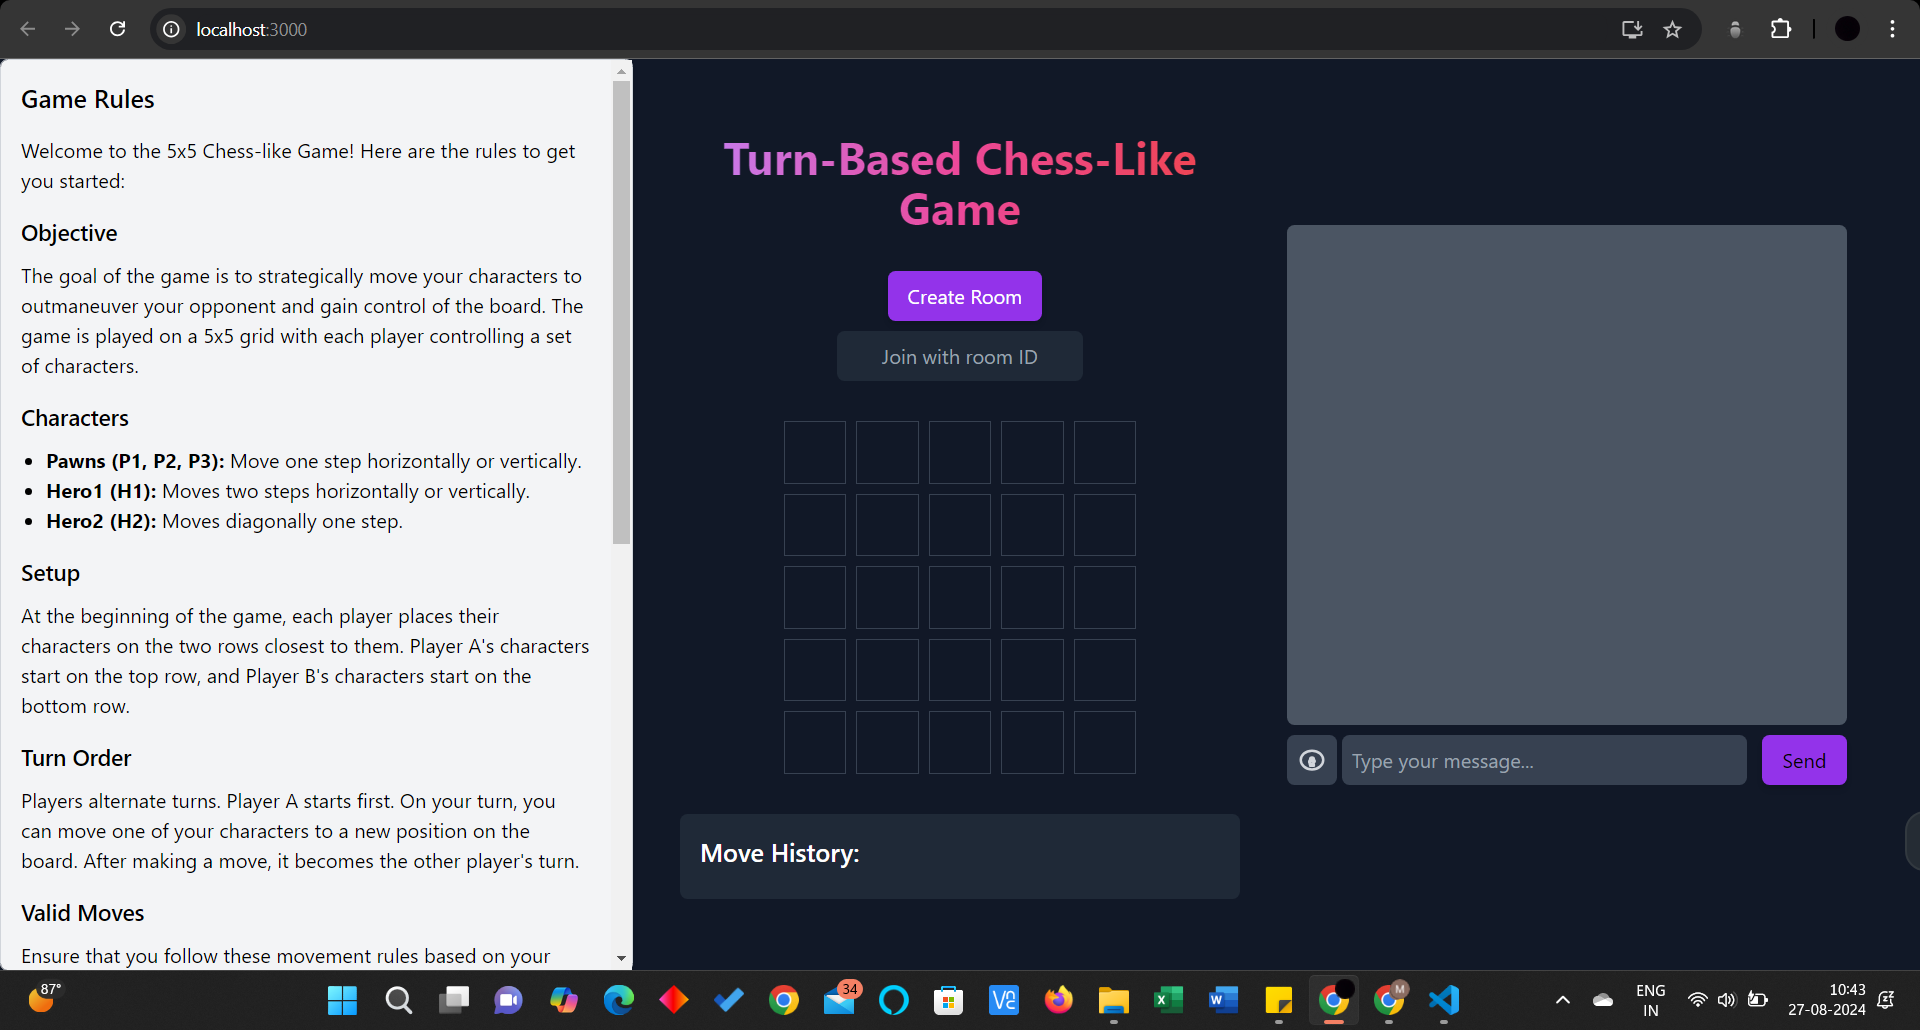 localhost:3000
Game Rules
Welcome to the 5x5 Chess-like Game! Here are the rules to get
you started:
Objective
The goal of the game is to strategically move your characters to
outmaneuver your opponent and gain control of the board. The
game is played on a 5x5 grid with each player controlling a set
of characters.
Characters
Pawns (P1, P2, P3): Move one step horizontally or vertically.
Hero1 (H1): Moves two steps horizontally or vertically.
Hero2 (H2): Moves diagonally one step.
Setup
At the beginning of the game, each player places their
characters on the two rows closest to them. Player A's characters
start on the top row, and Player B's characters start on the
bottom row.
Turn Order
Players alternate turns. Player A starts first. On your turn, you
can move one of your characters to a new position on the
board. After making a move, it becomes the other player's turn.
Valid Moves
Ensure that you follow these movement rules based on your
Turn-Based Chess-Like
Game
Create Room
Join with room ID
Move History:
Type your message...
Send
87°
34
M
ENG
IN
10:43
27-08-2024